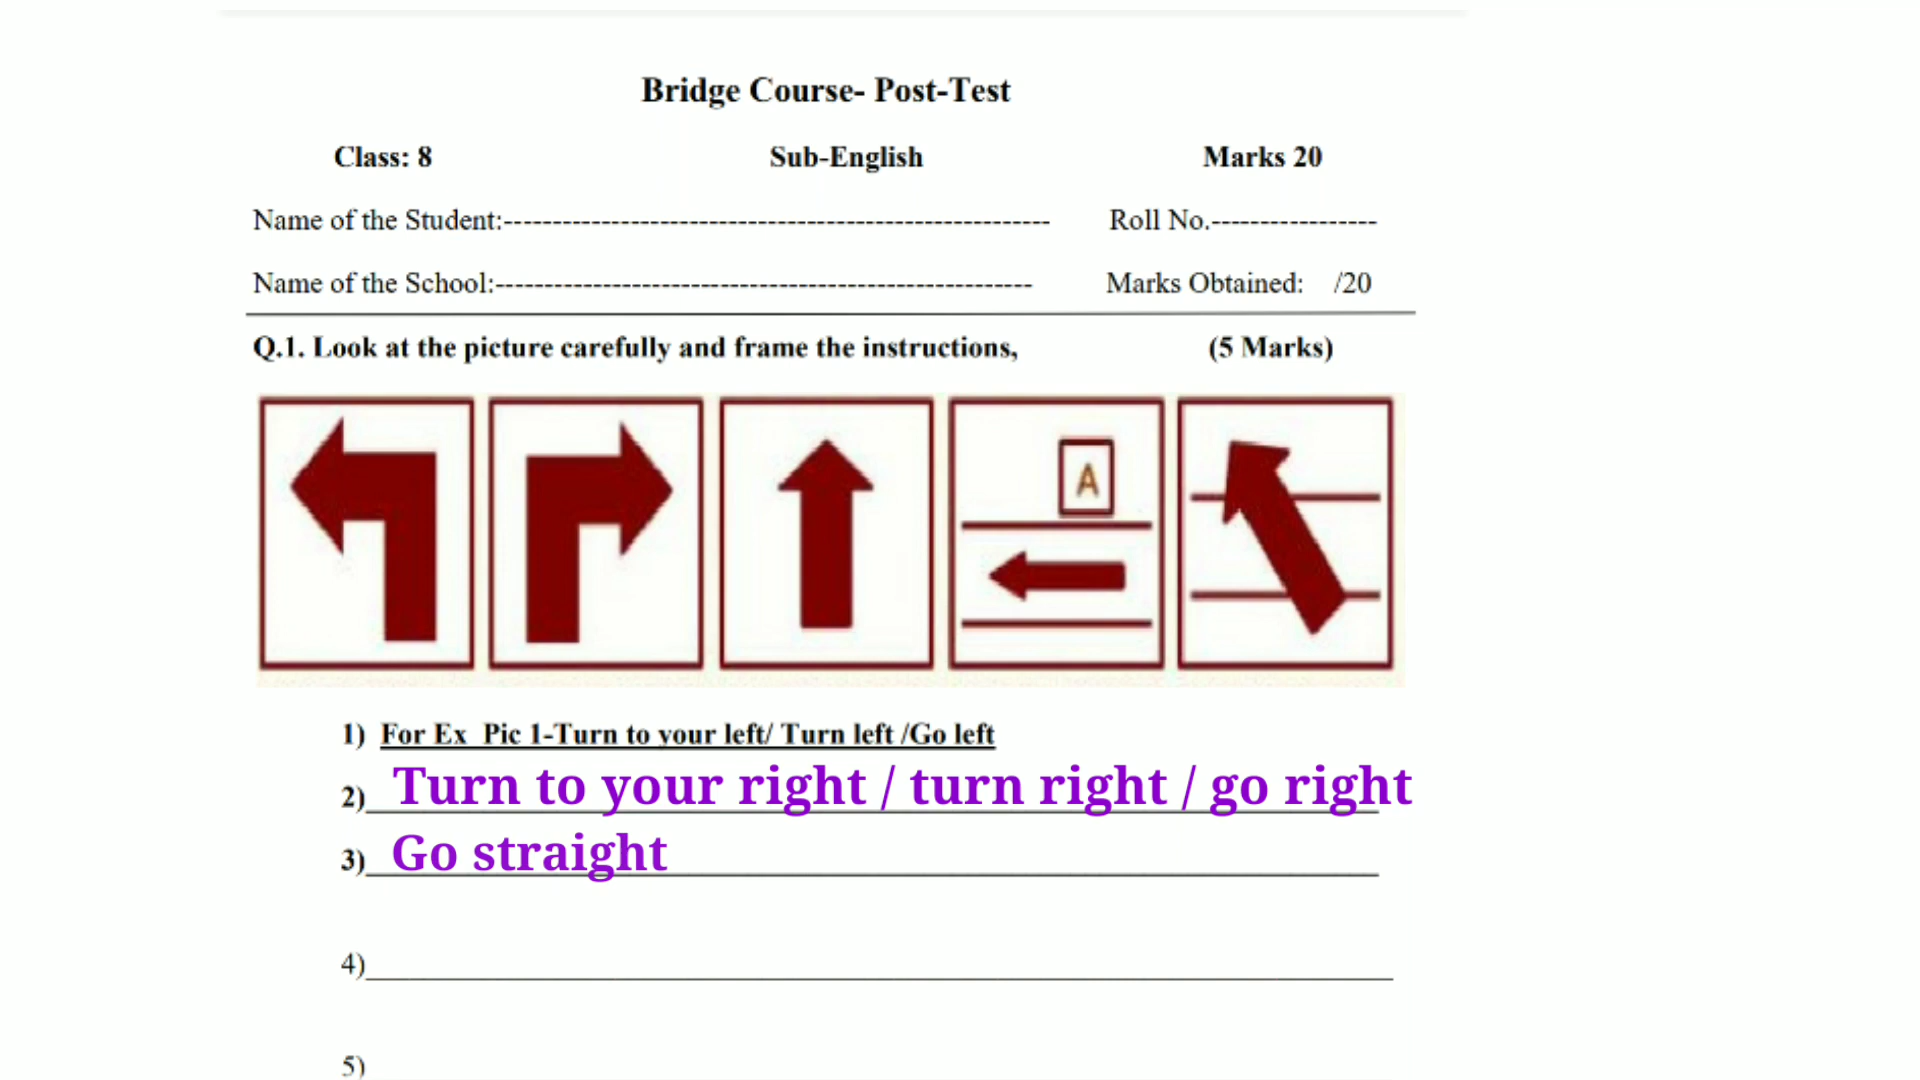 Bridge Course- Post-Test
Class: 8 Sub-English Marks 20
Name of the Student:-------------------------------------------------------- Roll No.-----------------
Name of the School:------------------------------------------------------- Marks Obtained: /20
Q.1. Look at the picture carefully and frame the instructions, (5 Marks)
A
1) For Ex Pic 1-Turn to your left/ Turn left /Go left
2) Turn to your right / turn right / go right
3) Go straight
4)
5)